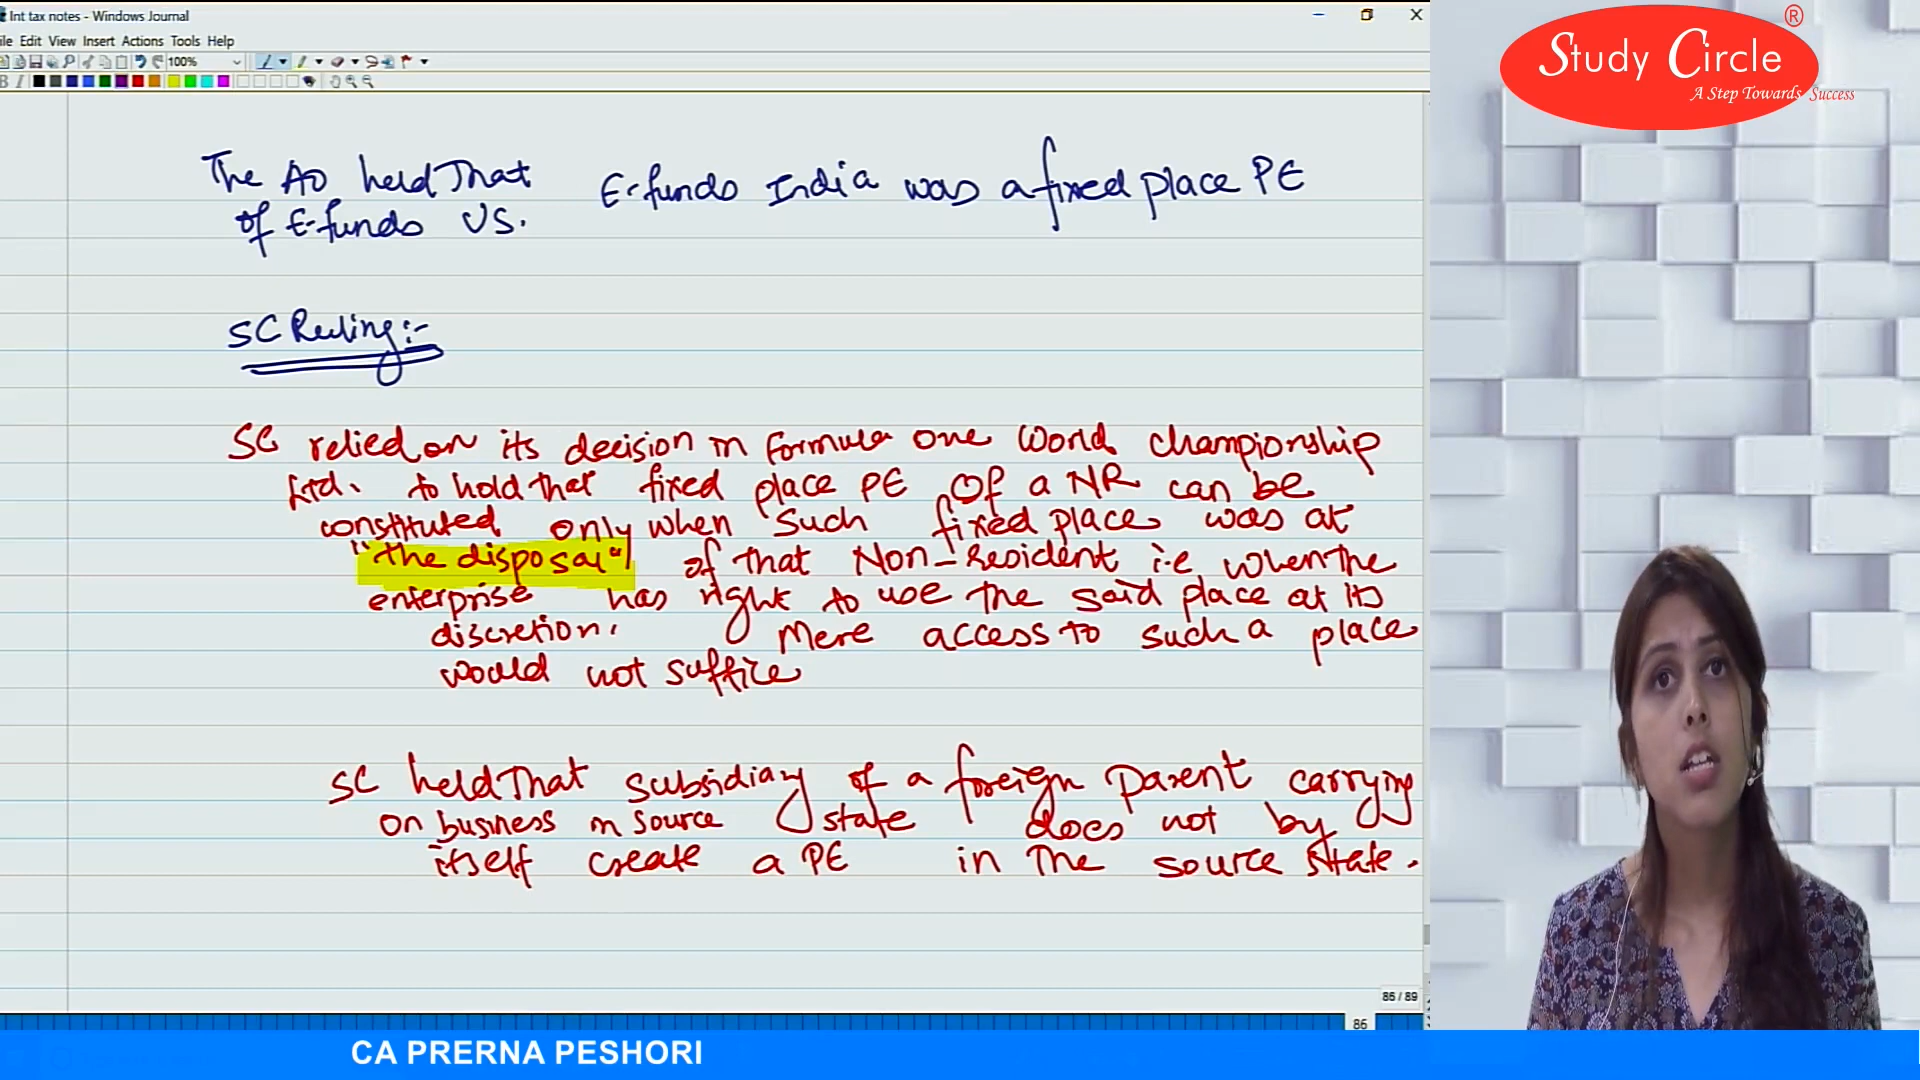 Int tax notes - Windows Journal
ile Edit View Insert Actions Tools Help
100%
B I
The AO held That E-funds India was a fixed place PE
of E-funds US.
SC Ruling:-
SC relied on its decision in Formula One World Championship
Ltd. to hold that fixed place PE Of a NR can be
constituted only when such fixed place was at
"the disposal" of that Non-Resident i.e when the
enterprise has right to use the said place at its
discretion. Mere access to such a place
would not suffice
SC held That subsidiary of a foreign Parent carrying
on business in source state does not by
itself create a PE in The source state.
86 / 89
86
Study Circle ®
A Step Towards Success
CA PRERNA PESHORI